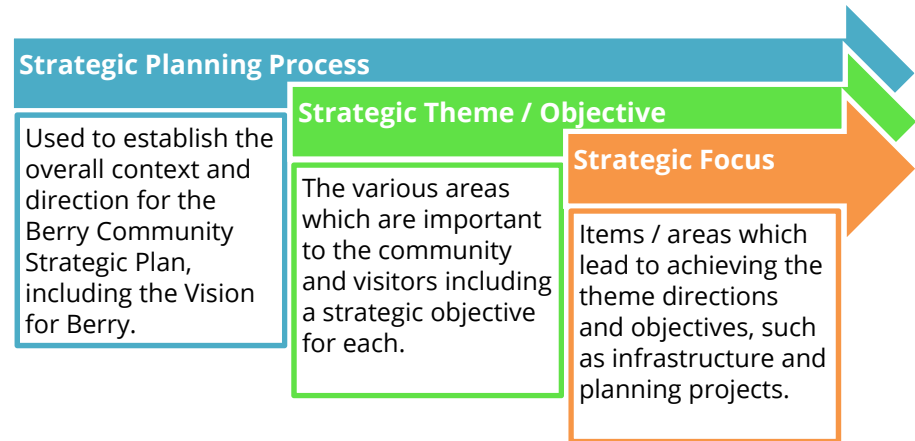 Strategic Planning Process
Used to establish the
overall context and
direction for the
Berry Community
Strategic Plan,
including the Vision
for Berry.
Strategic Theme / Objective
The various areas
which are important
to the community
and visitors including
a strategic objective
for each.
Strategic Focus
Items / areas which
lead to achieving the
theme directions
and objectives, such
as infrastructure and
planning projects.